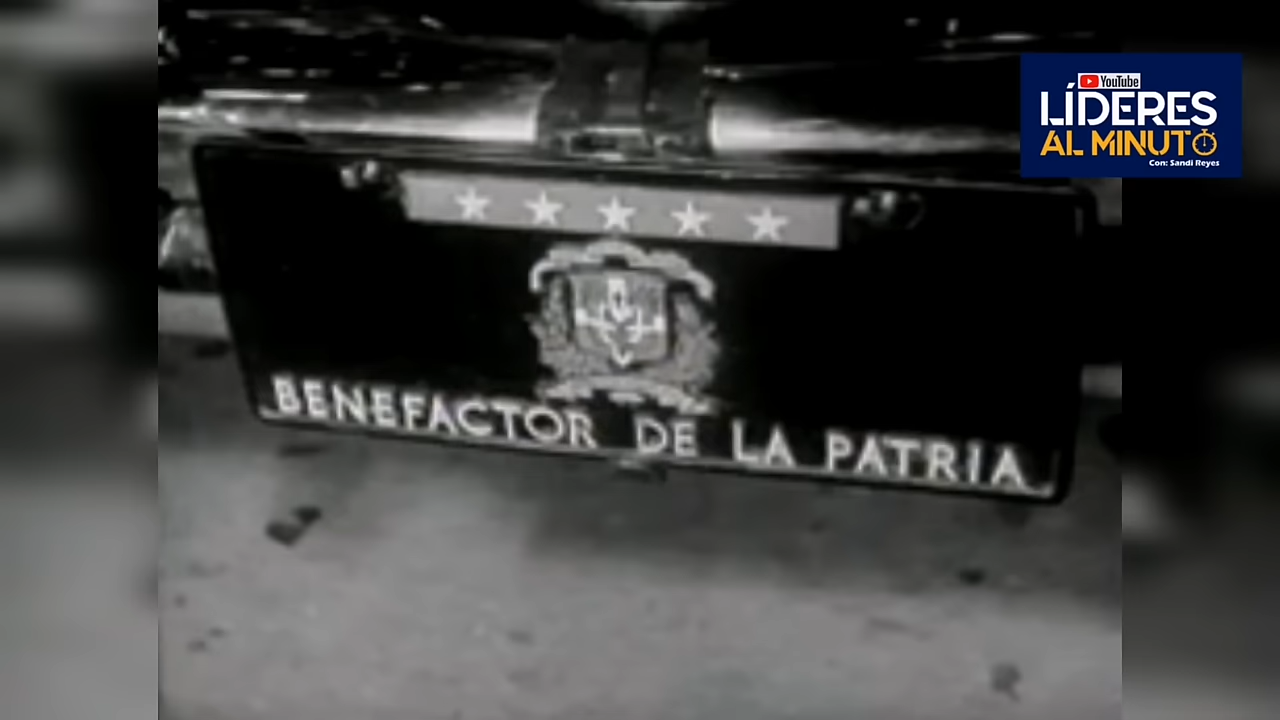 YouTube
LÍDERES
AL MINUTO
Con: Sandi Reyes
BENEFACTOR DE LA PATRIA